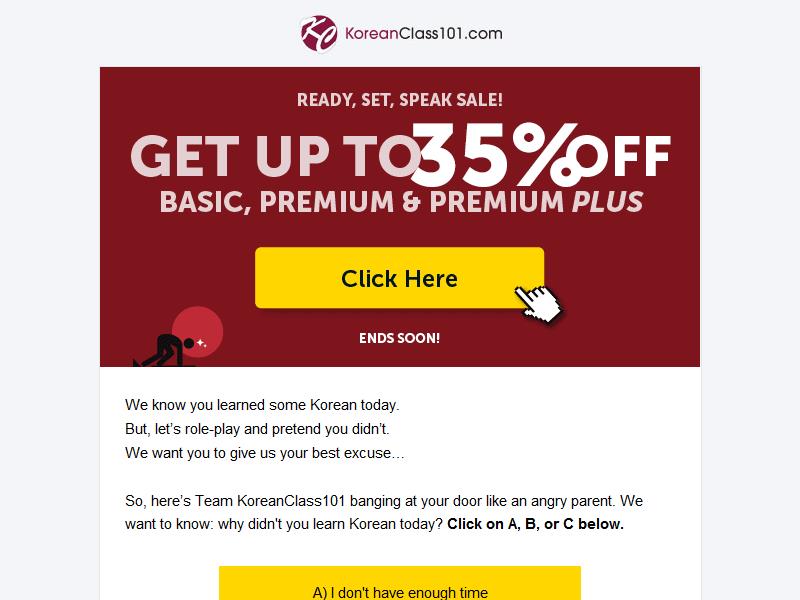 KoreanClass101.com
READY, SET, SPEAK SALE!
GET UP TO 35% OFF
BASIC, PREMIUM & PREMIUM PLUS
Click Here
ENDS SOON!
We know you learned some Korean today.
But, let’s role-play and pretend you didn’t.
We want you to give us your best excuse…
So, here’s Team KoreanClass101 banging at your door like an angry parent. We
want to know: why didn't you learn Korean today? Click on A, B, or C below.
A) I don't have enough time